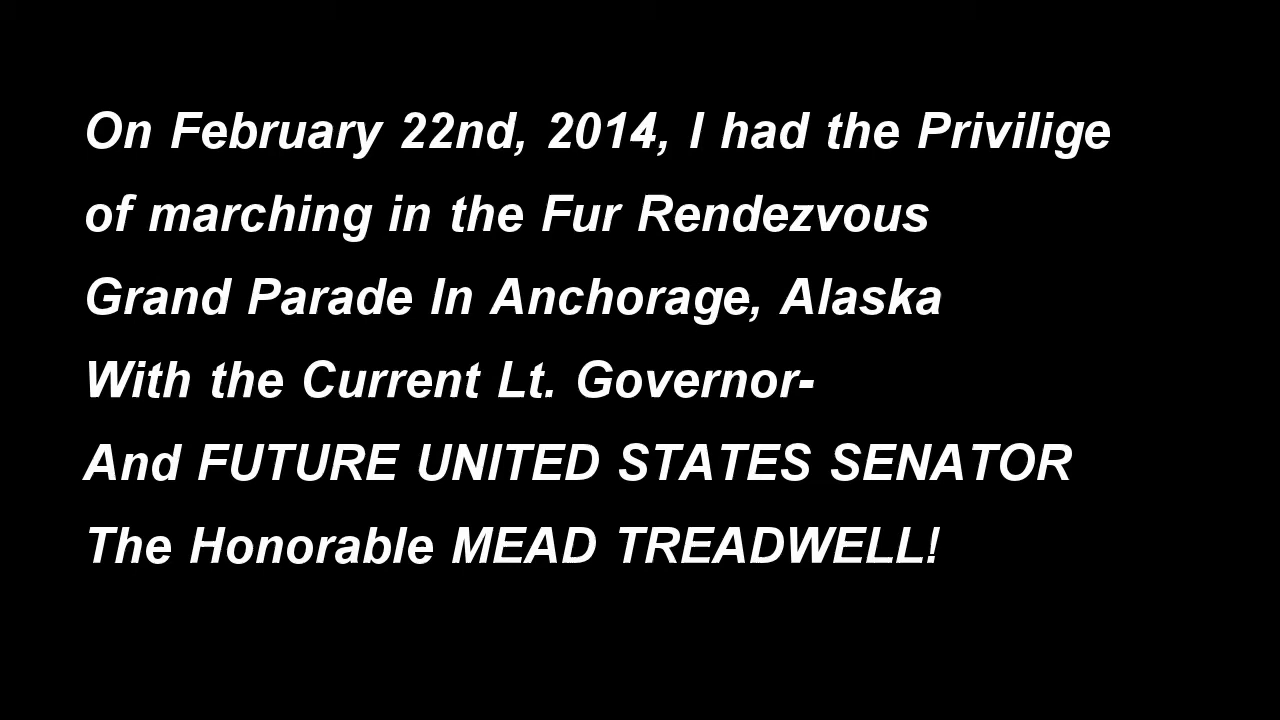 On February 22nd, 2014, I had the Privilige
of marching in the Fur Rendezvous
Grand Parade In Anchorage, Alaska
With the Current Lt. Governor-
And FUTURE UNITED STATES SENATOR
The Honorable MEAD TREADWELL!